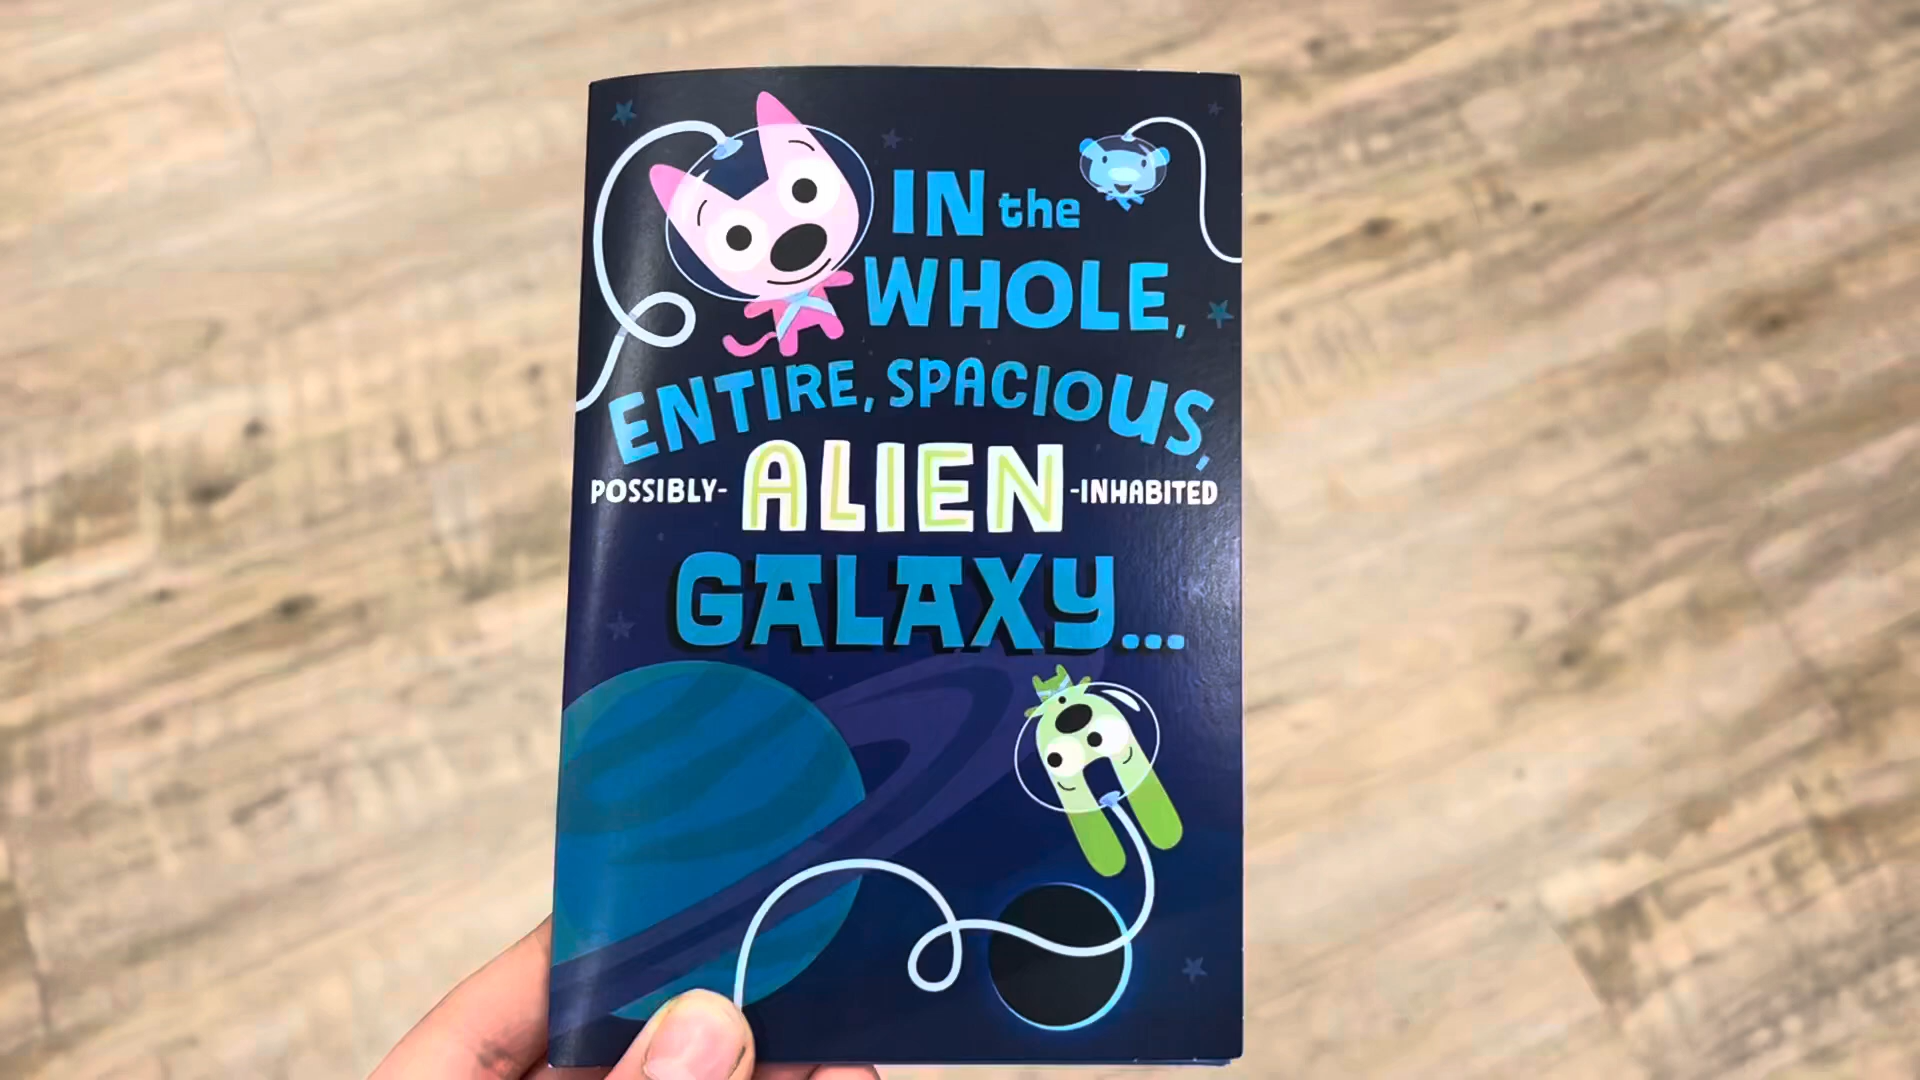 IN the
WHOLE,
ENTIRE, SPACIOUS,
POSSIBLY-ALIEN-INHABITED
GALAXY...